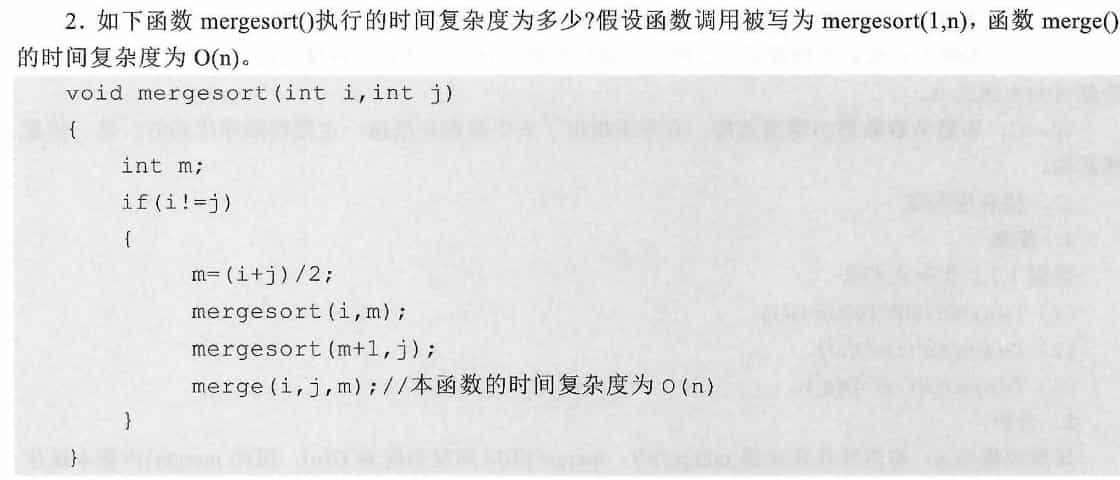 2. 如下函数 mergesort()执行的时间复杂度为多少?假设函数调用被写为 mergesort(1,n)，函数 merge()
的时间复杂度为 O(n)。
void mergesort(int i,int j)
{
int m;
if(i!=j)
{
m=(i+j)/2;
mergesort(i,m);
mergesort(m+1,j);
merge(i,j,m);//本函数的时间复杂度为 O(n)
}
}